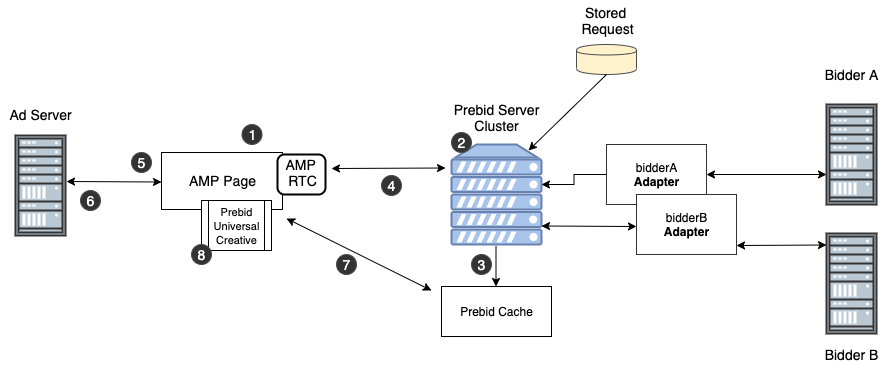 Stored
Request
Bidder A
Ad Server
Prebid Server
Cluster
1
2
5
AMP Page
AMP
RTC
4
6
bidderA
Adapter
bidderB
Adapter
Prebid
Universal
Creative
8
7
3
Prebid Cache
Bidder B